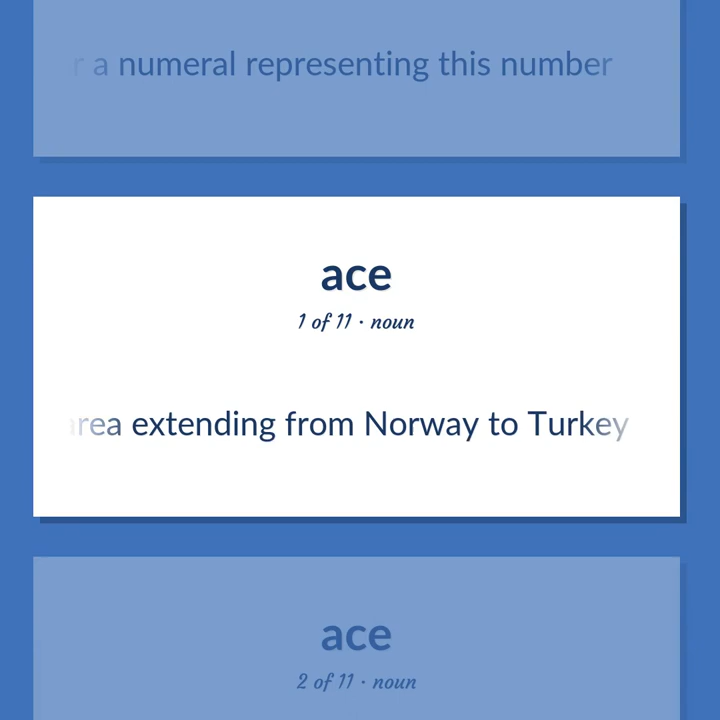 a numeral representing this number
ace
1 of 11 · noun
area extending from Norway to Turkey
ace
2 of 11 · noun